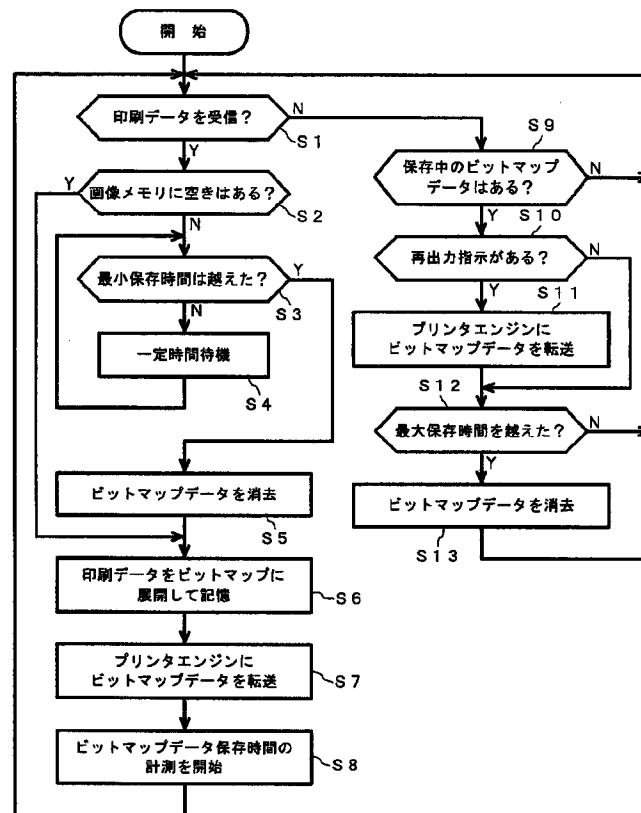 開 始
印刷データを受信?
N
S1
Y
Y
画像メモリに空きはある?
S2
N
最小保存時間は越えた?
Y
S3
N
一定時間待機
S4
ビットマップデータを消去
S5
印刷データをビットマップに
展開して記憶
S6
プリンタエンジンに
ビットマップデータを転送
S7
ビットマップデータ保存時間の
計測を開始
S8
S9
保存中のビットマップ
データはある?
N
Y
S10
再出力指示がある?
N
Y
S11
プリンタエンジンに
ビットマップデータを転送
S12
最大保存時間を越えた?
N
Y
ビットマップデータを消去
S13